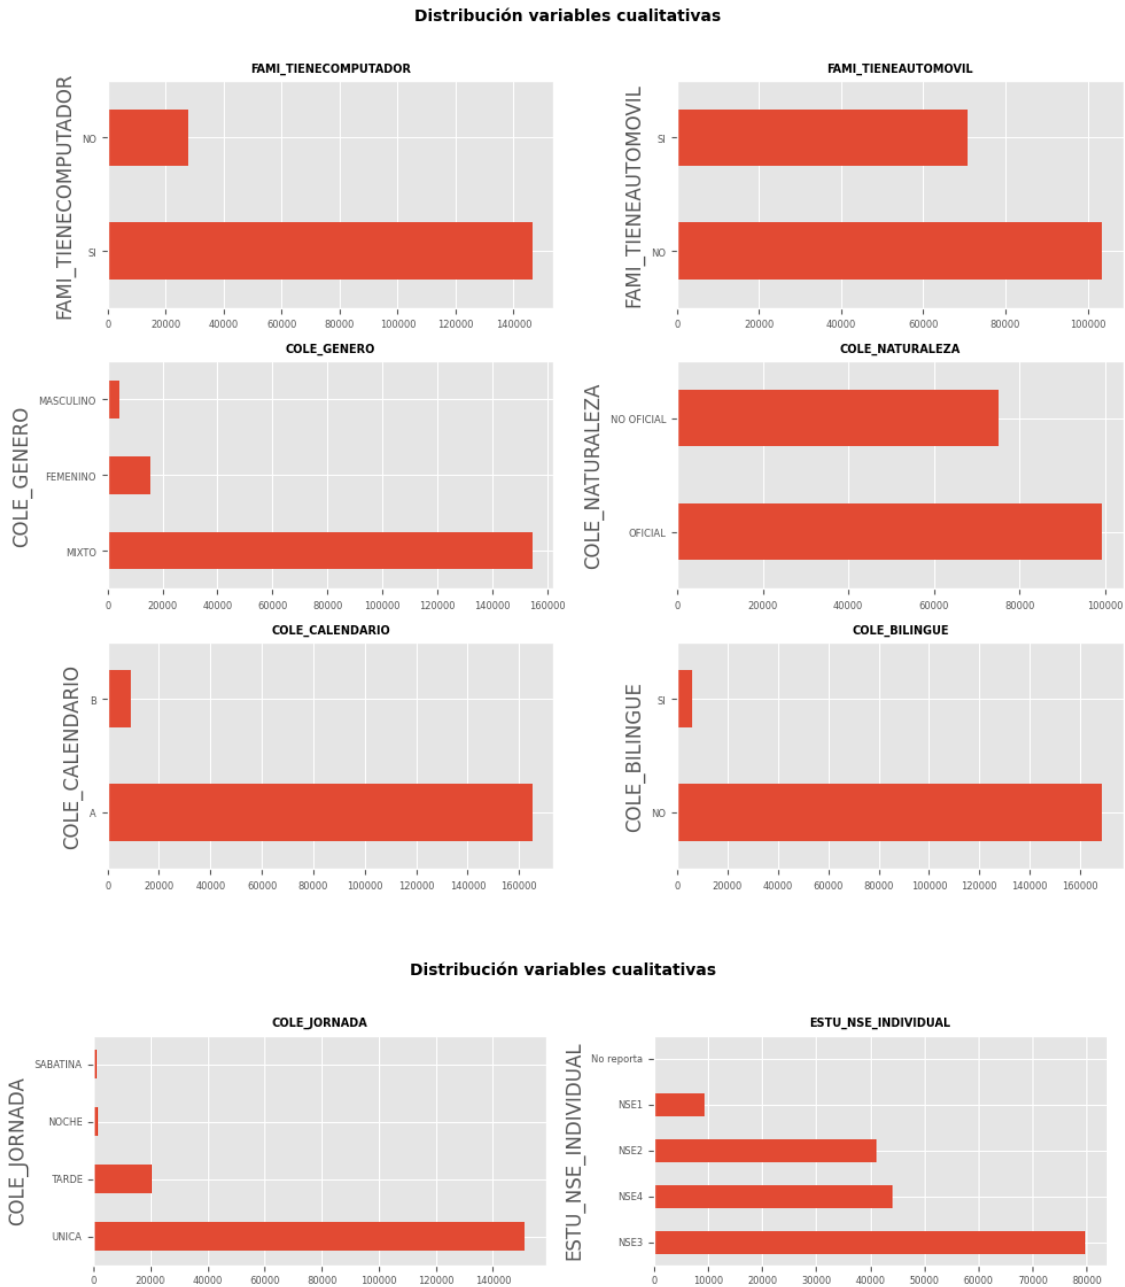 Distribución variables cualitativas
FAMI_TIENECOMPUTADOR
FAMI_TIENECOMPUTADOR
NO
SI
0 20000 40000 60000 80000 100000 120000 140000
FAMI_TIENEAUTOMOVIL
FAMI_TIENEAUTOMOVIL
SI
NO
0 20000 40000 60000 80000 100000
COLE_GENERO
COLE_GENERO
MASCULINO
FEMENINO
MIXTO
0 20000 40000 60000 80000 100000 120000 140000 160000
COLE_NATURALEZA
COLE_NATURALEZA
NO OFICIAL
OFICIAL
0 20000 40000 60000 80000 100000
COLE_CALENDARIO
COLE_CALENDARIO
B
A
0 20000 40000 60000 80000 100000 120000 140000 160000
COLE_BILINGUE
COLE_BILINGUE
SI
NO
0 20000 40000 60000 80000 100000 120000 140000 160000
Distribución variables cualitativas
COLE_JORNADA
COLE_JORNADA
SABATINA
NOCHE
TARDE
UNICA
0 20000 40000 60000 80000 100000 120000 140000
ESTU_NSE_INDIVIDUAL
ESTU_NSE_INDIVIDUAL
No reporta
NSE1
NSE2
NSE4
NSE3
0 10000 20000 30000 40000 50000 60000 70000 80000